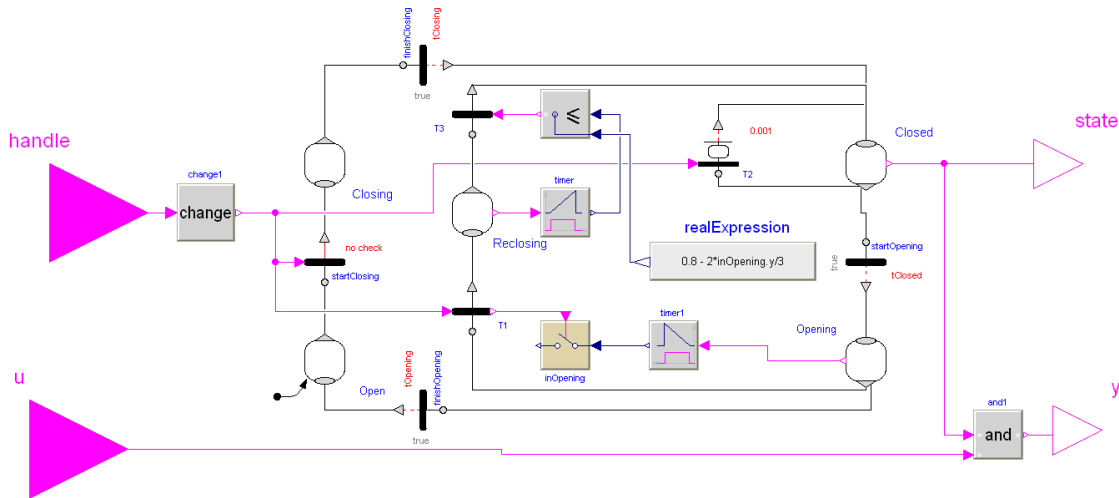 finishClosing
tClosing
true
handle
T3
≤
0.001
T2
Closed
state
change1
change
Closing
timer
Reclosing
realExpression
0.8 - 2*inOpening.y/3
no check
startClosing
true
startOpening
tClosed
T1
timer1
Opening
inOpening
u
Open
tOpening
finishOpening
true
y
and1
and